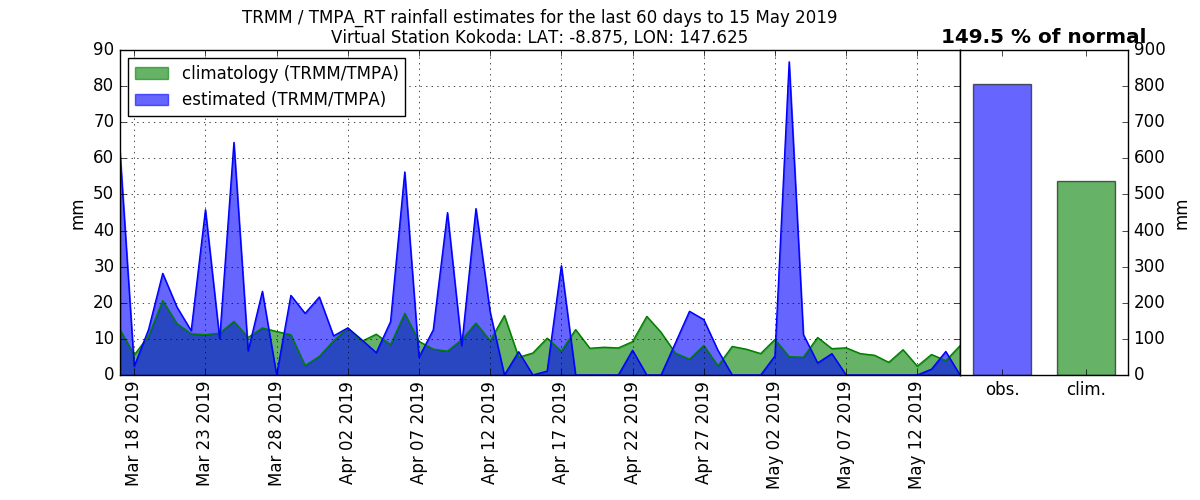 TRMM / TMPA_RT rainfall estimates for the last 60 days to 15 May 2019
Virtual Station Kokoda: LAT: -8.875, LON: 147.625
149.5 % of normal
climatology (TRMM/TMPA)
estimated (TRMM/TMPA)
mm
90
80
70
60
50
40
30
20
10
0
Mar 18 2019
Mar 23 2019
Mar 28 2019
Apr 02 2019
Apr 07 2019
Apr 12 2019
Apr 17 2019
Apr 22 2019
Apr 27 2019
May 02 2019
May 07 2019
May 12 2019
900
800
700
600
500
400
300
200
100
0
mm
obs.
clim.